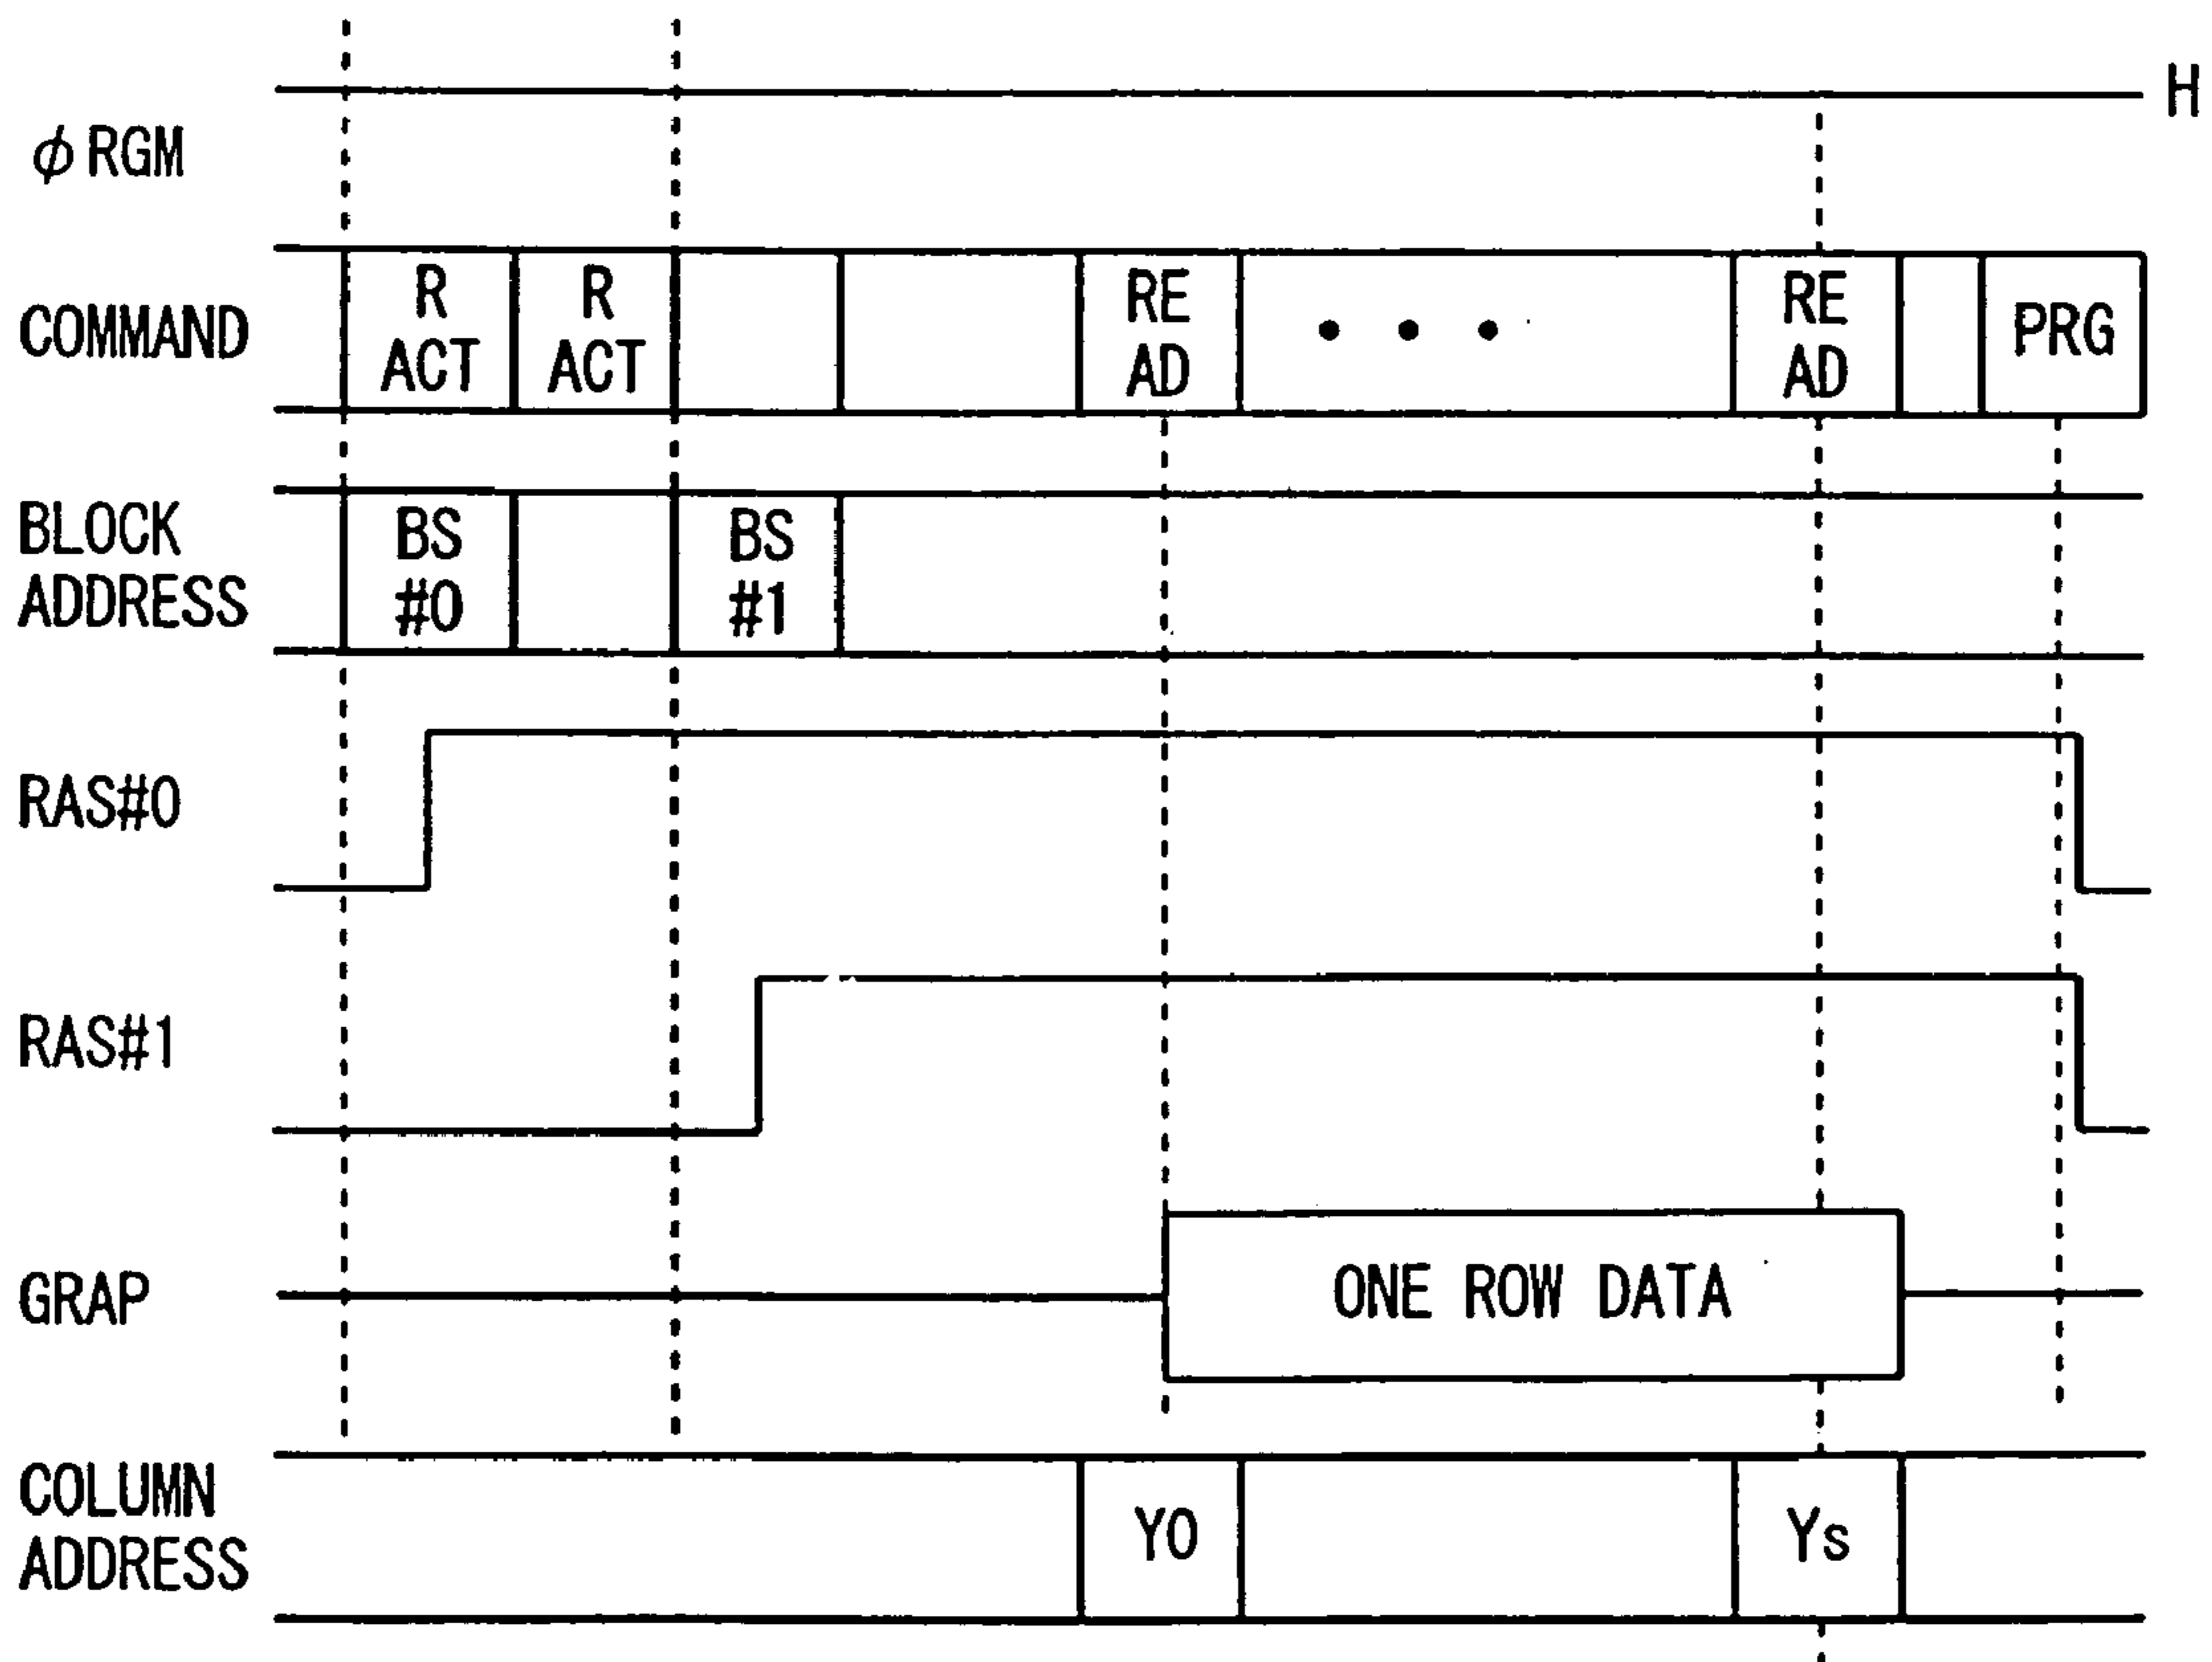 H
φRGM
COMMAND
R
ACT
R
ACT
RE
AD
• • •
RE
AD
PRG
BLOCK
ADDRESS
BS
#0
BS
#1
RAS#0
RAS#1
GRAP
ONE ROW DATA
COLUMN
ADDRESS
Y0
Ys